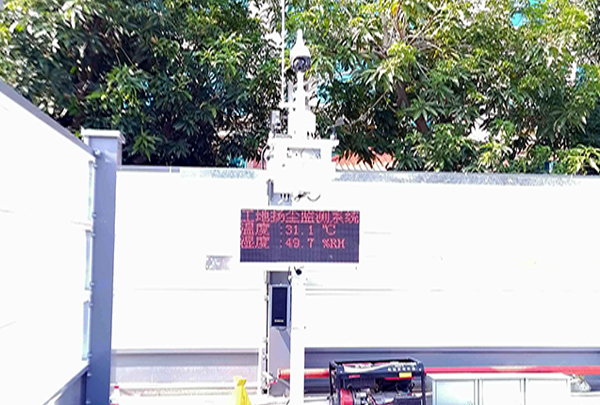 工地扬尘监测系统
温度 :31.1 ℃
湿度 :49.7 %RH